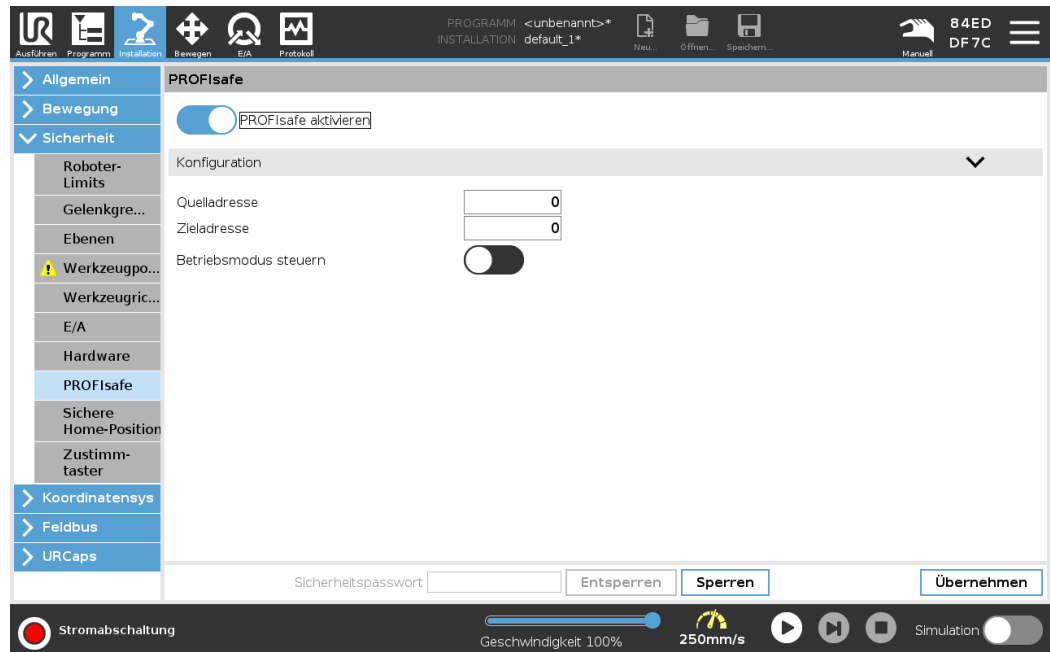 PROGRAMM <unbenannt>*
INSTALLATION default_1*
Ausführen
Programm
Installation
Bewegen
E/A
Protokoll
Neu...
Öffnen...
Speichern...
Manuell
84ED
DF7C
Allgemein
Bewegung
Sicherheit
Roboter-
Limits
Gelenkgre...
Ebenen
Werkzeugpo...
Werkzeugric...
E/A
Hardware
PROFIsafe
Sichere
Home-Position
Zustimm-
taster
Koordinatensys
Feldbus
URCaps
PROFIsafe
PROFIsafe aktivieren
Konfiguration
Quelladresse 0
Zieladresse 0
Betriebsmodus steuern
Sicherheitspasswort
Entsperren
Sperren
Übernehmen
Stromabschaltung
Geschwindigkeit 100%
250mm/s
Simulation